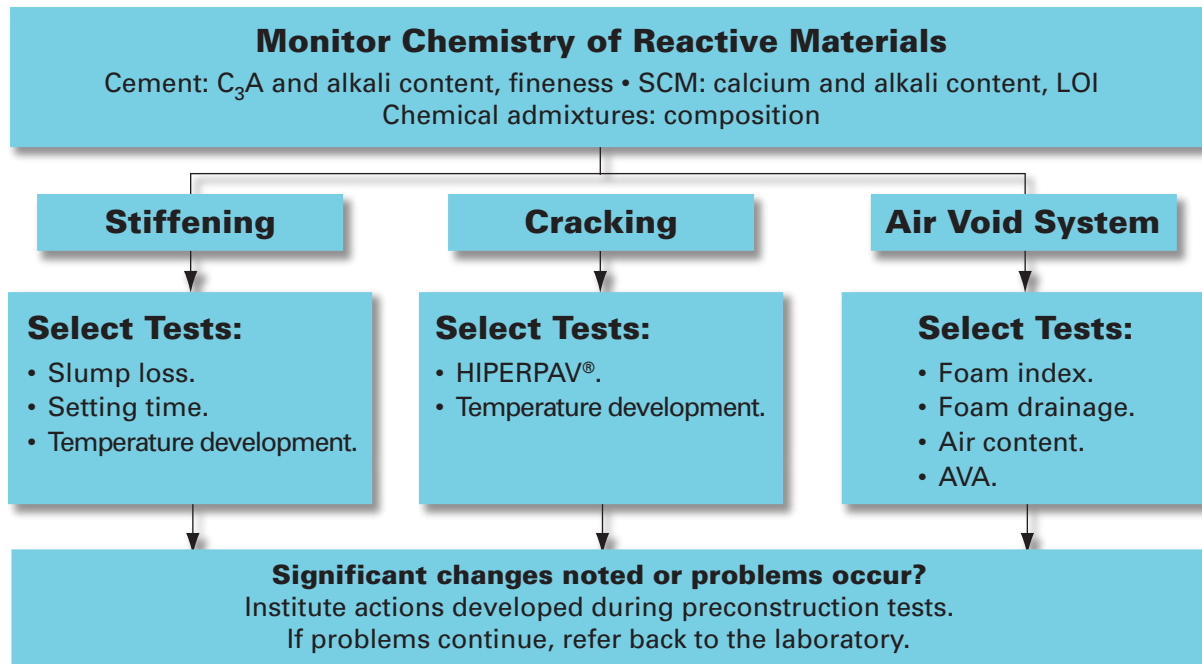 Monitor Chemistry of Reactive Materials
Cement: C₃A and alkali content, fineness • SCM: calcium and alkali content, LOI
Chemical admixtures: composition
Stiffening
Cracking
Air Void System
Select Tests:
• Slump loss.
• Setting time.
• Temperature development.
Select Tests:
• HIPERPAV®.
• Temperature development.
Select Tests:
• Foam index.
• Foam drainage.
• Air content.
• AVA.
Significant changes noted or problems occur?
Institute actions developed during preconstruction tests.
If problems continue, refer back to the laboratory.